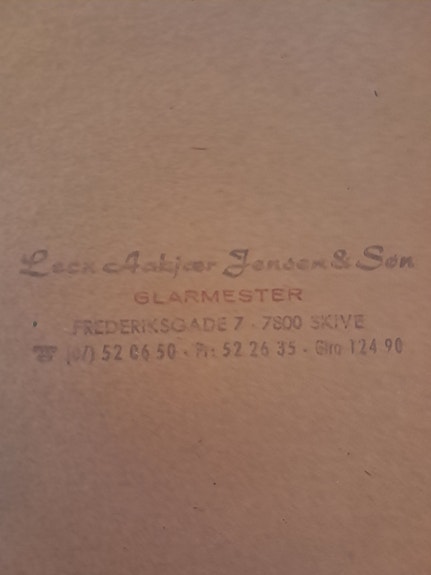 Leon Aakjær Jensen & Søn
GLARMESTER
FREDERIKSGADE 7 - 7800 SKIVE
☎ (07) 52 06 50 - Pr. 52 26 35 - Giro 124 90